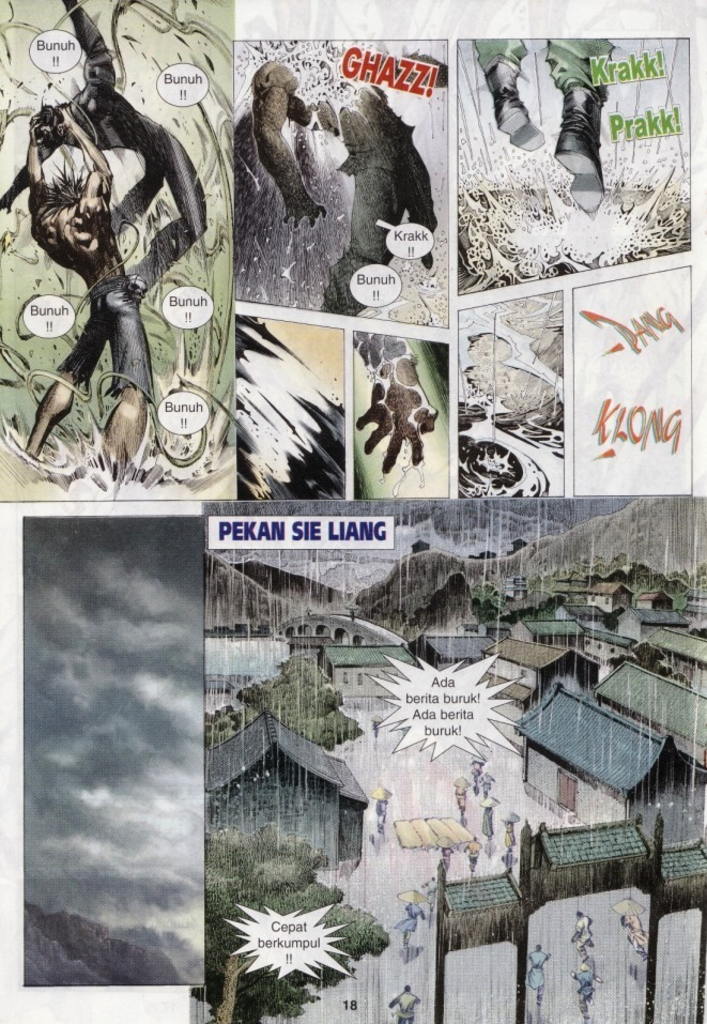 Bunuh
!!
Bunuh
!!
Bunuh
!!
Bunuh
!!
Bunuh
!!
GHAZZ!
Krakk
!!
Bunuh
!!
Krakk!
Prakk!
JANG
KLONG
PEKAN SIE LIANG
Ada
berita buruk!
Ada berita
buruk!
Cepat
berkumpul
!!
18